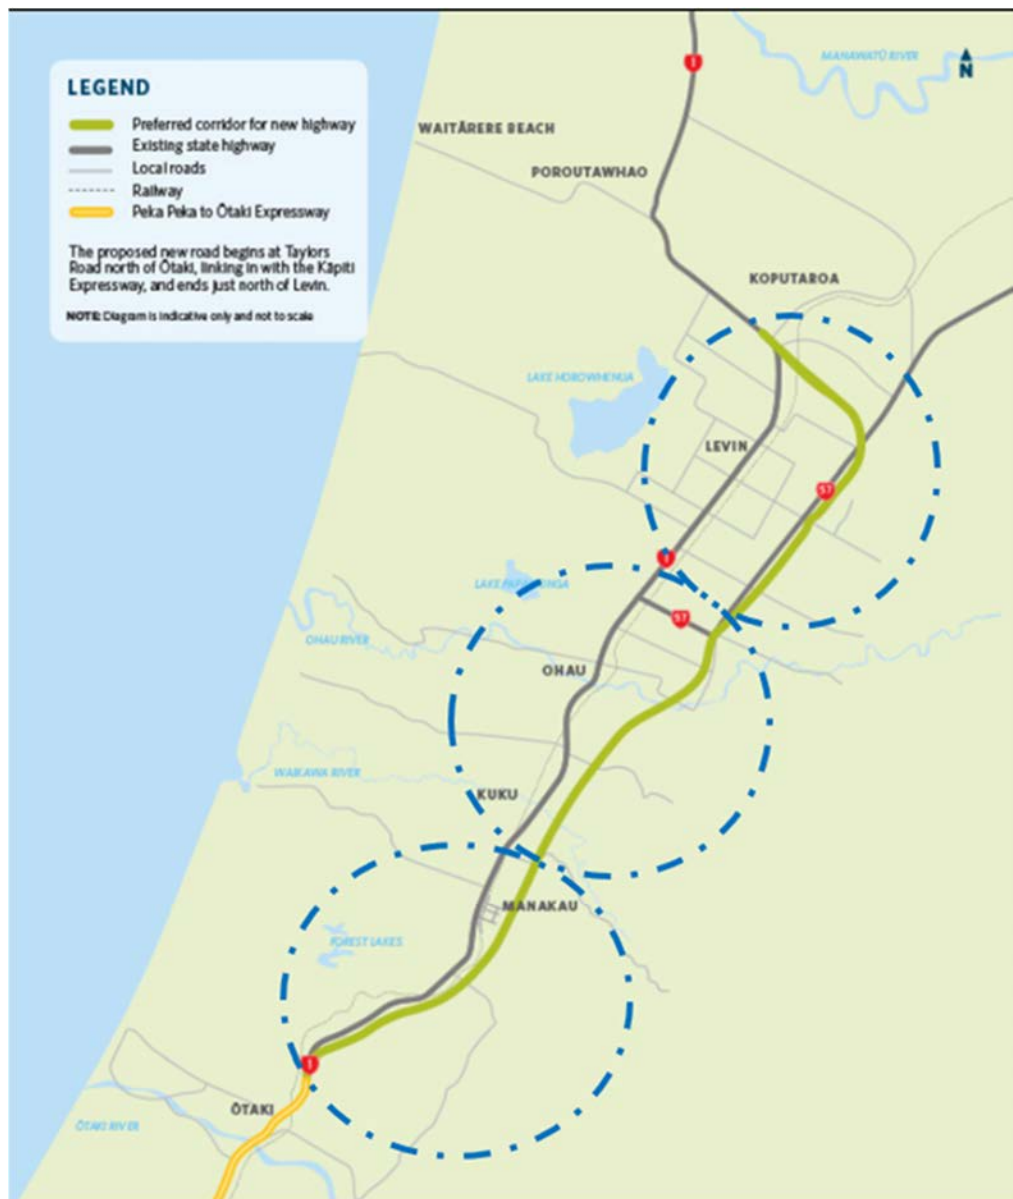 LEGEND
Preferred corridor for new highway
Existing state highway
Local roads
Railway
Peka Peka to Ōtaki Expressway
The proposed new road begins at Taylors
Road north of Ōtaki, linking in with the Kāpiti
Expressway, and ends just north of Levin.
NOTE: Diagram is indicative only and not to scale
1
MANAWATŪ RIVER
N
WAITĀRERE BEACH
POROUTAWHAO
KOPUTAROA
LAKE HOROWHENUA
LEVIN
57
1
LAKE
57
OHAU RIVER
OHAU
WAIKAWA RIVER
KUKU
MANAKAU
FOREST LAKES
1
ŌTAKI
ŌTAKI RIVER